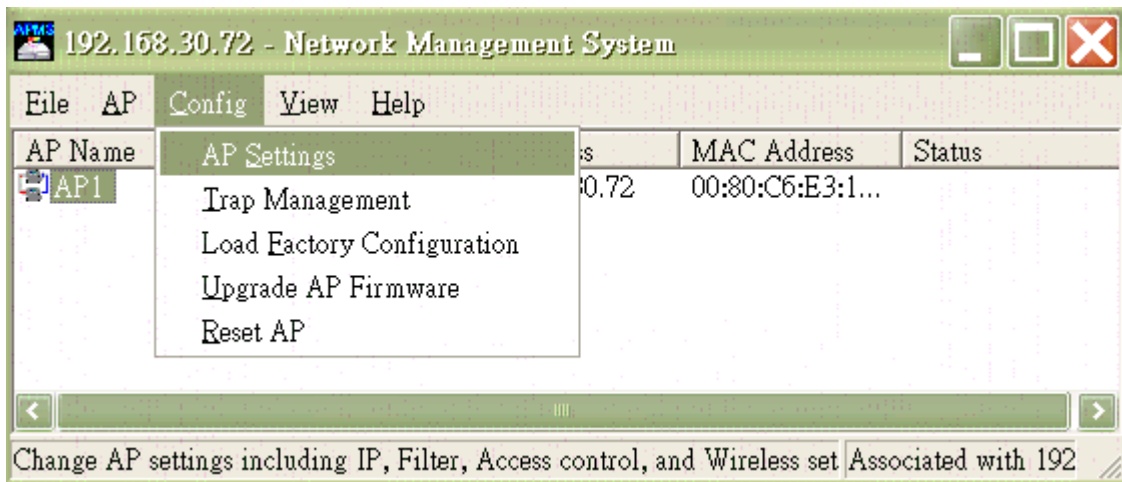 APMS
192.168.30.72 - Network Management System
File AP Config View Help
AP Name ss MAC Address Status
AP1 30.72 00:80:C6:E3:1...
AP Settings
Trap Management
Load Factory Configuration
Upgrade AP Firmware
Reset AP
Change AP settings including IP, Filter, Access control, and Wireless set Associated with 192